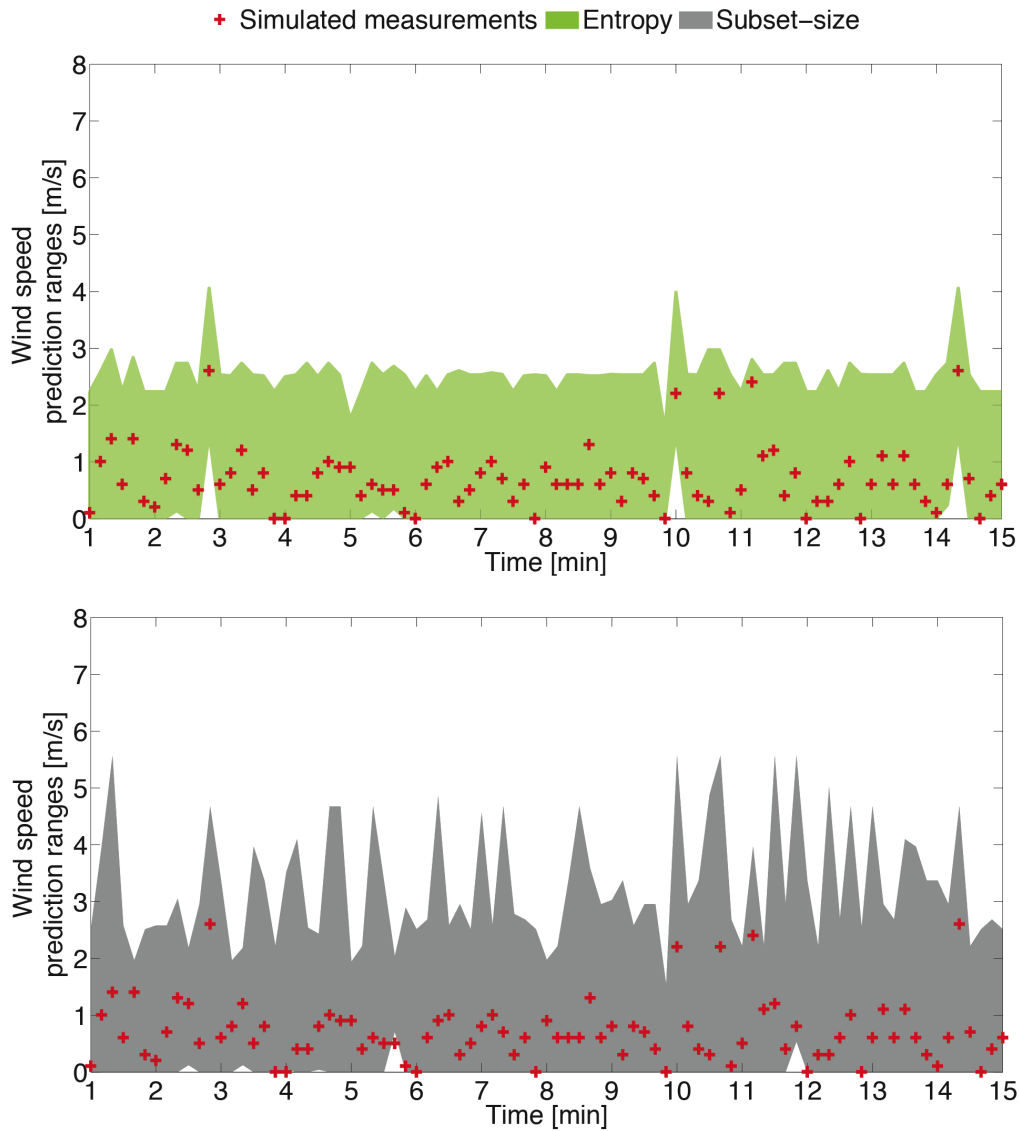 Simulated measurements Entropy Subset−size
8
7
6
5
4
3
2
1
0
Wind speed
prediction ranges [m/s]
1 2 3 4 5 6 7 8 9 10 11 12 13 14 15
Time [min]
8
7
6
5
4
3
2
1
0
Wind speed
prediction ranges [m/s]
1 2 3 4 5 6 7 8 9 10 11 12 13 14 15
Time [min]